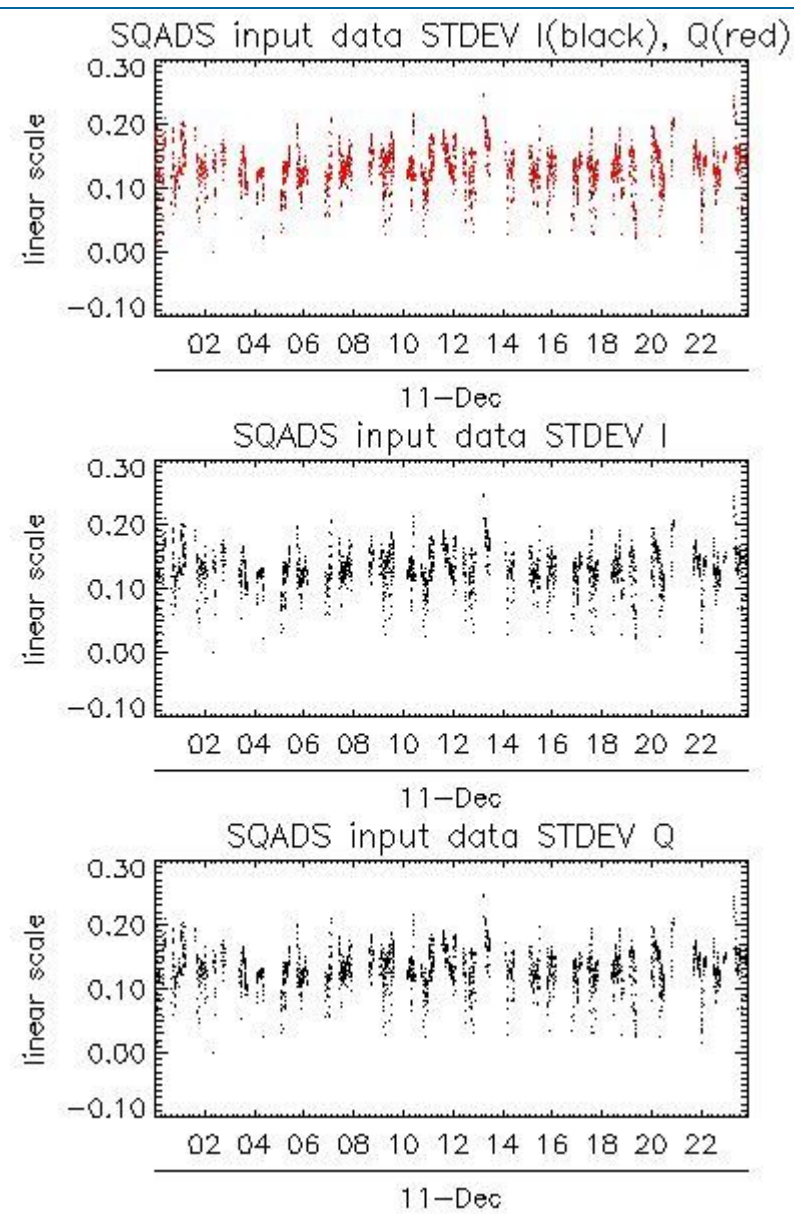 SQADS input data STDEV I(black), Q(red)
0.30
0.20
0.10
0.00
−0.10
linear scale
02 04 06 08 10 12 14 16 18 20 22
11−Dec
SQADS input data STDEV I
0.30
0.20
0.10
0.00
−0.10
linear scale
02 04 06 08 10 12 14 16 18 20 22
11−Dec
SQADS input data STDEV Q
0.30
0.20
0.10
0.00
−0.10
linear scale
02 04 06 08 10 12 14 16 18 20 22
11−Dec